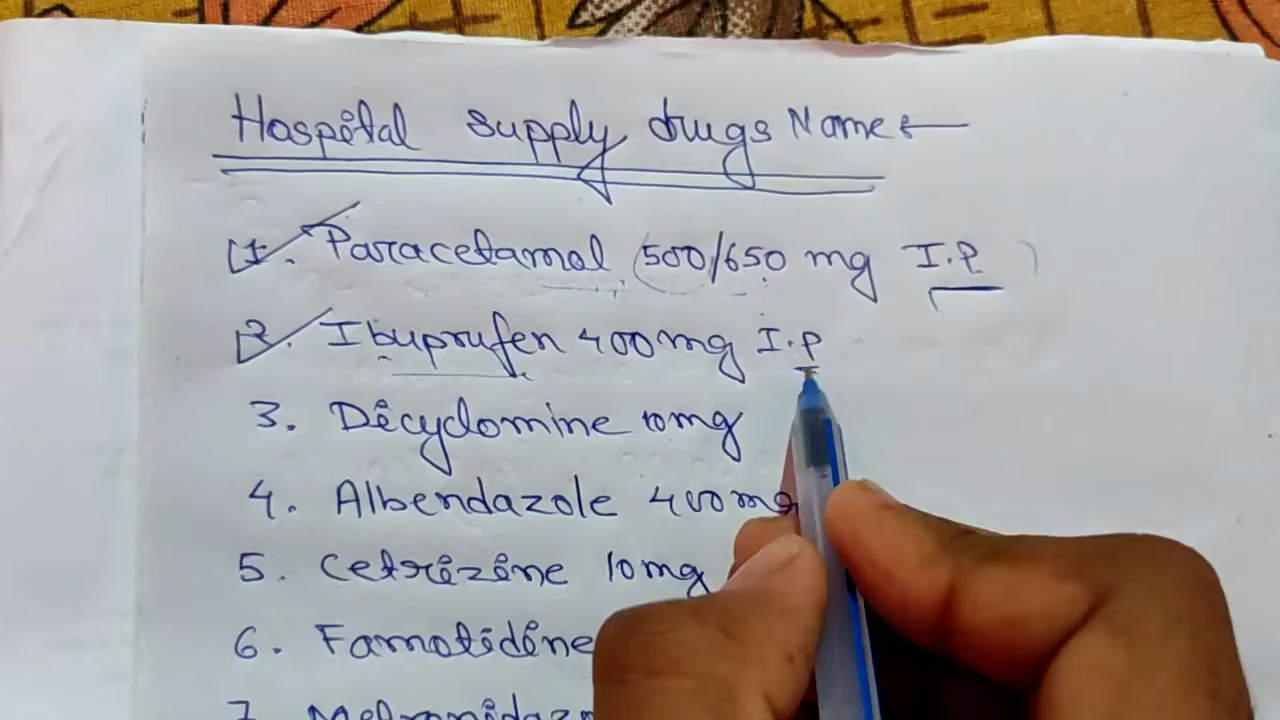 Hospital supply drugs Name:-
1. Paracetamol (500/650 mg I.P)
2. Ibuprufen 400mg I.P
3. Dicyclomine 10mg
4. Albendazole 400mg
5. Cetrizine 10mg
6. Famotidine
7.